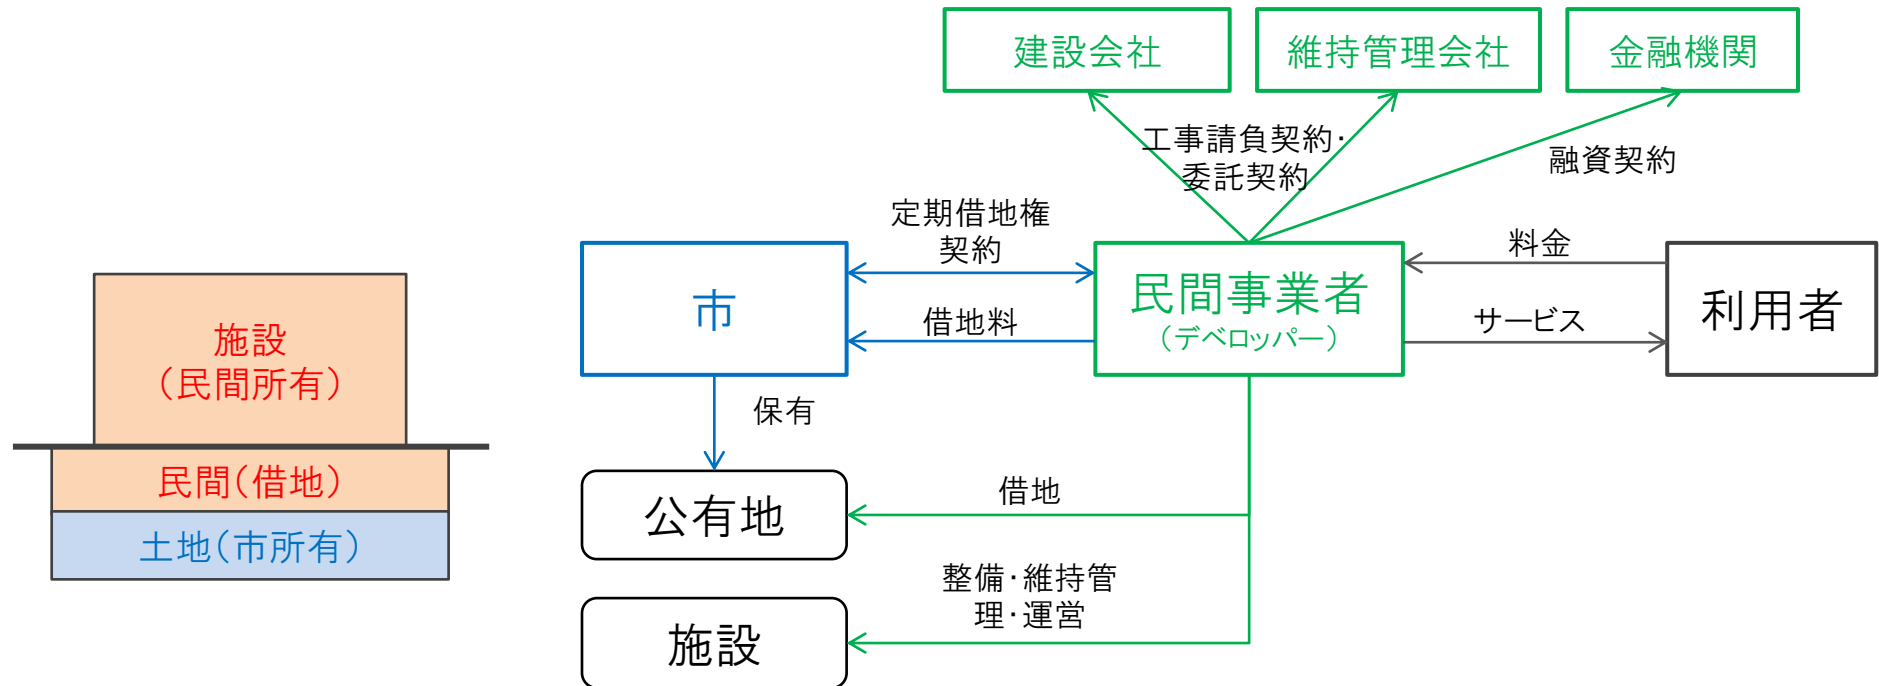 建設会社
維持管理会社
金融機関
工事請負契約・
委託契約
融資契約
定期借地権
契約
料金
市
民間事業者
（デベロッパー）
利用者
借地料
サービス
施設
（民間所有）
保有
民間（借地）
土地（市所有）
公有地
借地
整備・維持管
理・運営
施設